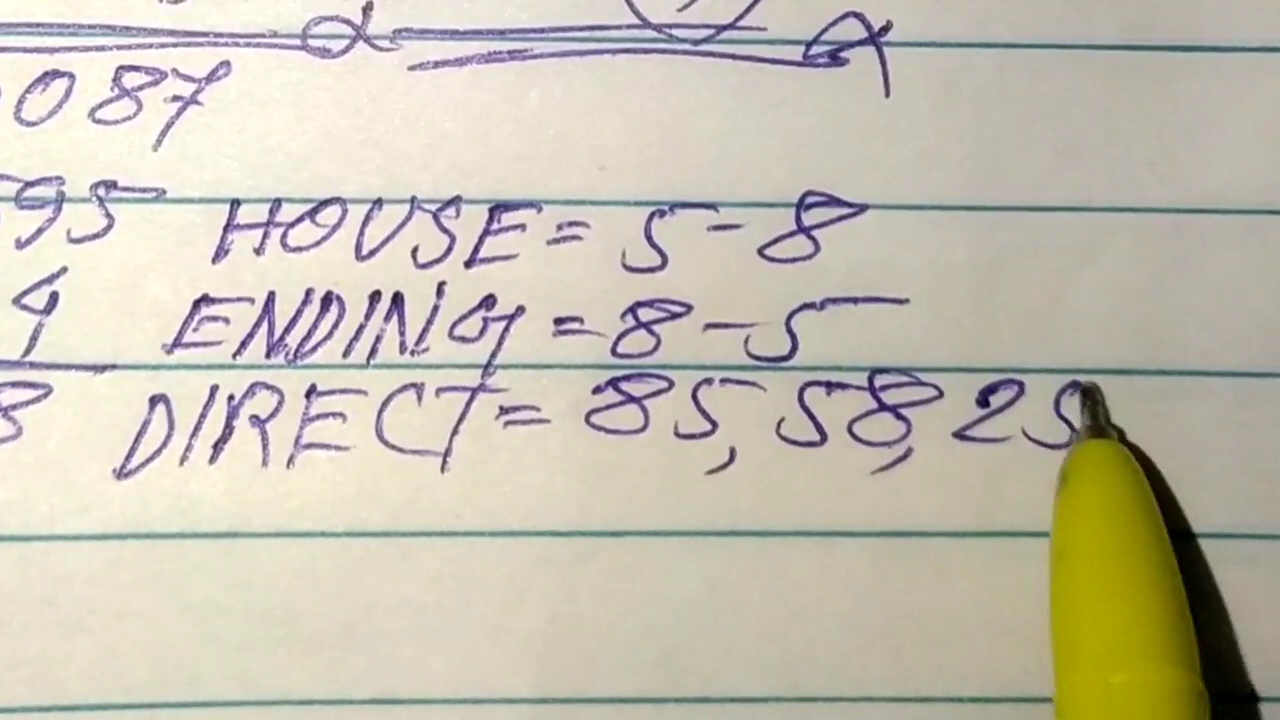 087
95 HOUSE = 5-8
4 ENDING = 8-5
8 DIRECT = 85, 58, 25